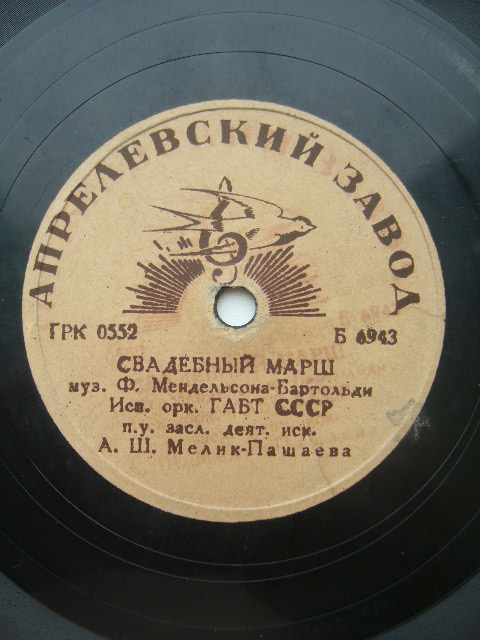 АПРЕЛЕВСКИЙ ЗАВОД
ГРК 0552
Б 6943
СВАДЕБНЫЙ МАРШ
муз. Ф. Мендельсона-Бартольди
Исп. орк. ГАБТ СССР
п.у. засл. деят. иск.
А. Ш. Мелик-Пашаева